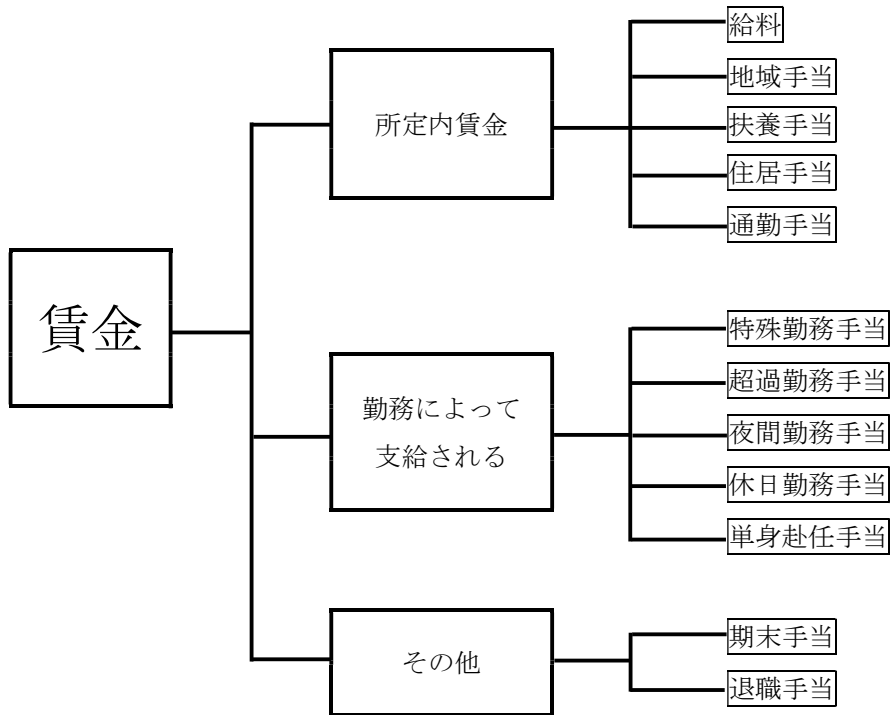 賃金
所定内賃金
給料
地域手当
扶養手当
住居手当
通勤手当
勤務によって
支給される
特殊勤務手当
超過勤務手当
夜間勤務手当
休日勤務手当
単身赴任手当
その他
期末手当
退職手当